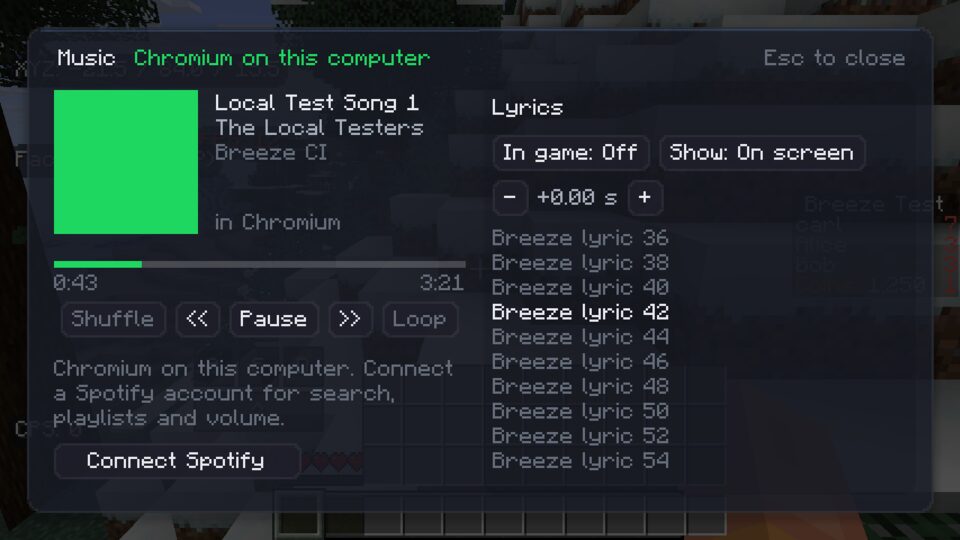 Music Chromium on this computer
Esc to close
Local Test Song 1
The Local Testers
Breeze CI
in Chromium
0:43
3:21
Shuffle
<<
Pause
>>
Loop
Chromium on this computer. Connect
a Spotify account for search,
playlists and volume.
Connect Spotify
Lyrics
In game: Off
Show: On screen
-
+0.00 s
+
Breeze lyric 36
Breeze lyric 38
Breeze lyric 40
Breeze lyric 42
Breeze lyric 44
Breeze lyric 46
Breeze lyric 48
Breeze lyric 50
Breeze lyric 52
Breeze lyric 54
Breeze Test
carl
bob
1,250